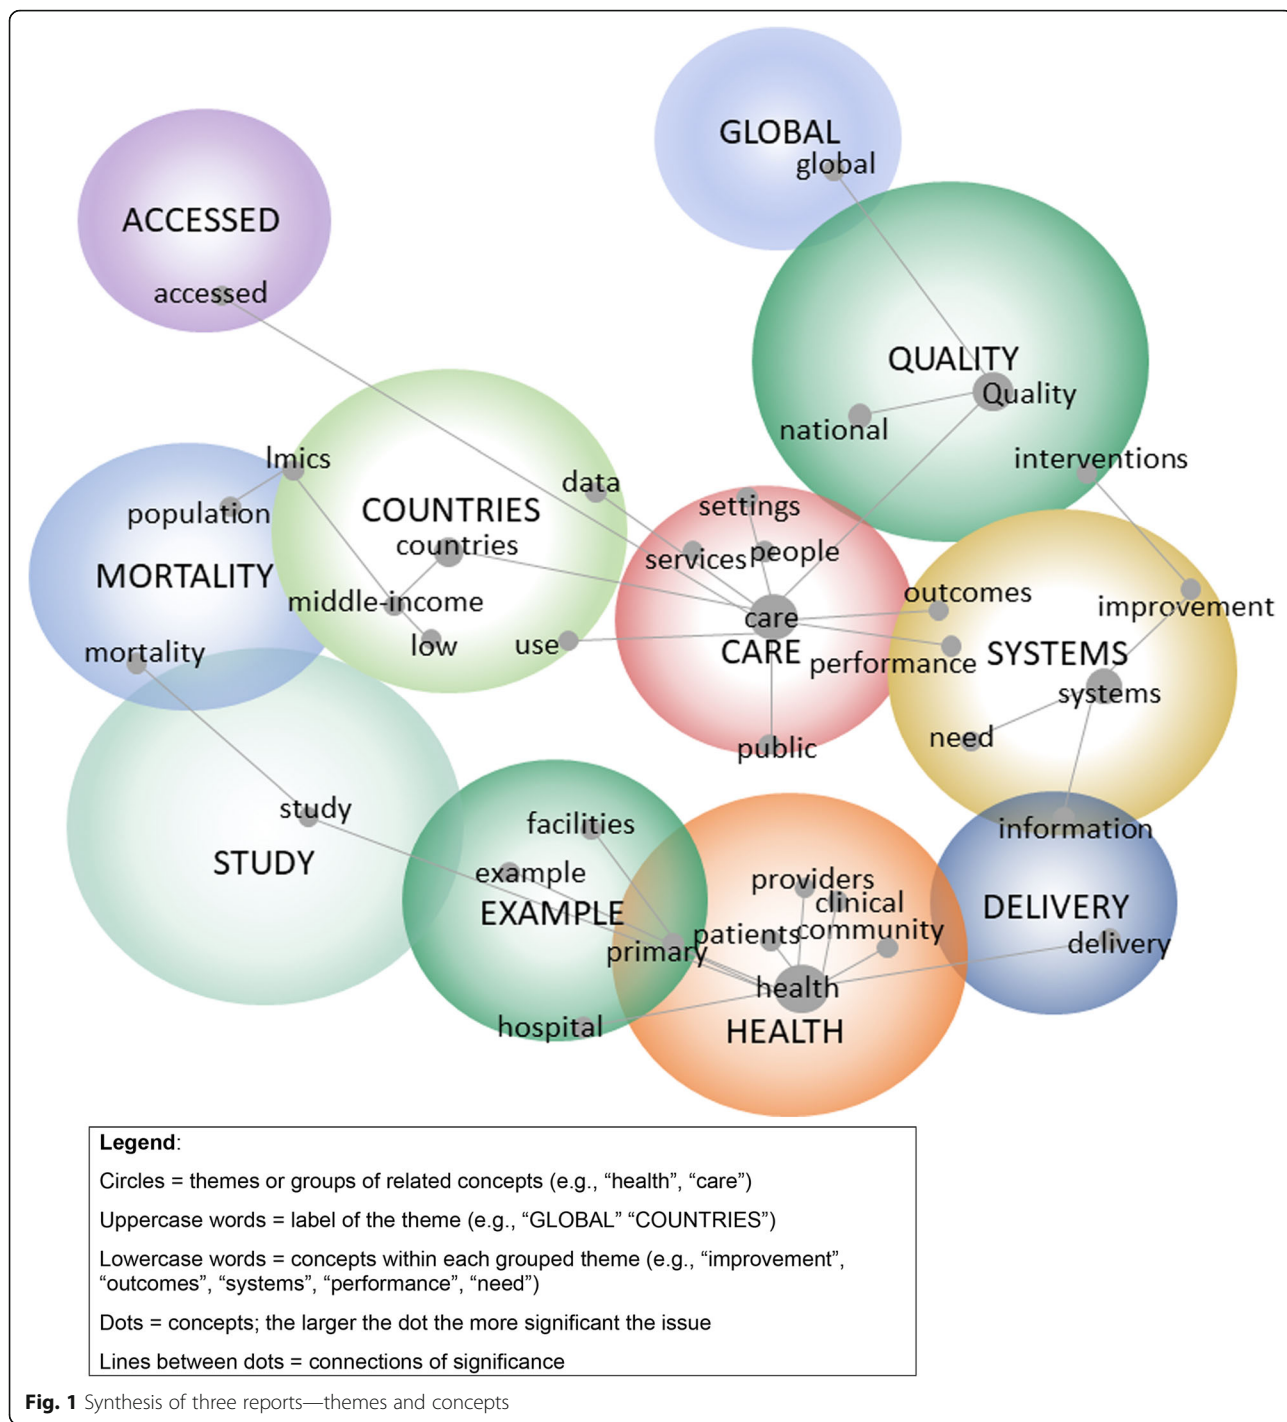 GLOBAL
global
ACCESSED
accessed
QUALITY
Quality
national
interventions
lmics
population
data
COUNTRIES
countries
settings
services
people
MORTALITY
middle-income
low
use
care
CARE
outcomes
improvement
performance
SYSTEMS
systems
mortality
need
public
study
STUDY
facilities
example
EXAMPLE
primary
hospital
providers
clinical
patients
community
health
HEALTH
information
DELIVERY
delivery
Legend:
Circles = themes or groups of related concepts (e.g., “health”, “care”)
Uppercase words = label of the theme (e.g., “GLOBAL” “COUNTRIES”)
Lowercase words = concepts within each grouped theme (e.g., “improvement”,
“outcomes”, “systems”, “performance”, “need”)
Dots = concepts; the larger the dot the more significant the issue
Lines between dots = connections of significance
Fig. 1 Synthesis of three reports—themes and concepts